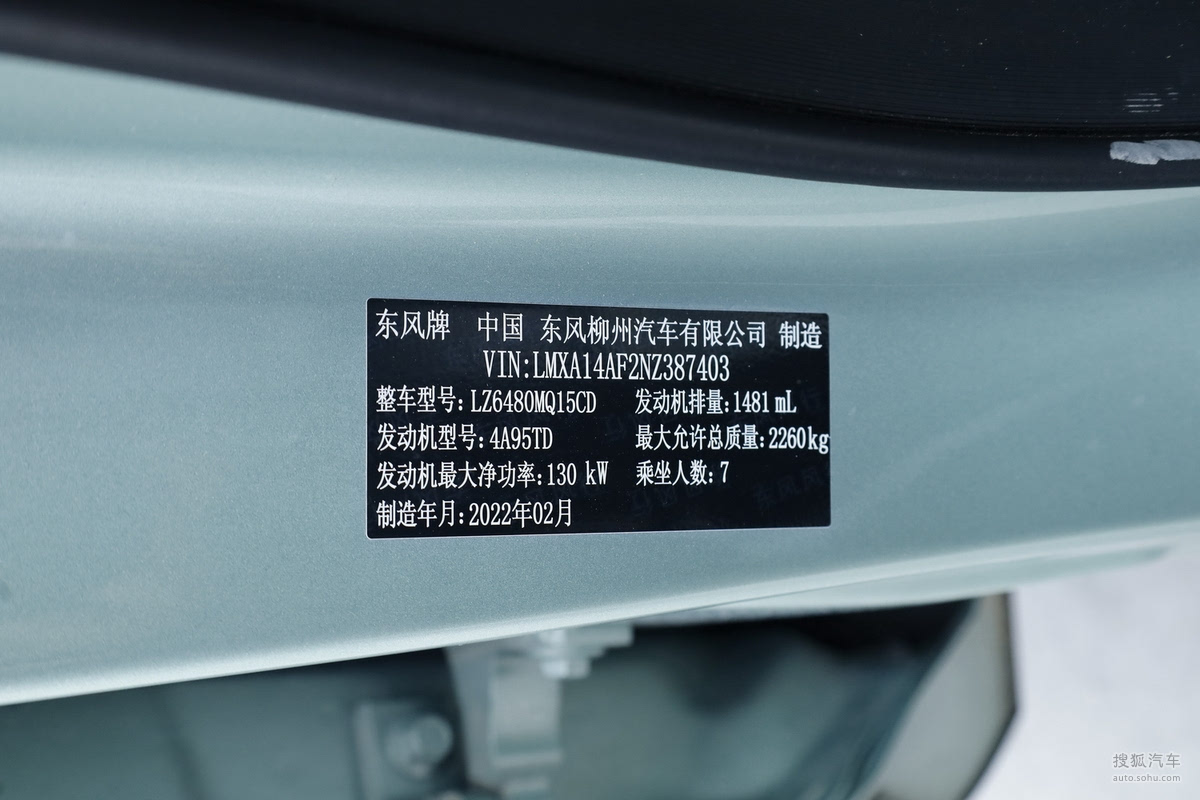 东风牌 中国 东风柳州汽车有限公司 制造
VIN:LMXA14AF2NZ387403
整车型号:LZ6480MQ15CD 发动机排量:1481 mL
发动机型号:4A95TD 最大允许总质量:2260kg
发动机最大净功率:130 kW 乘坐人数:7
制造年月:2022年02月
搜狐汽车
auto.sohu.com